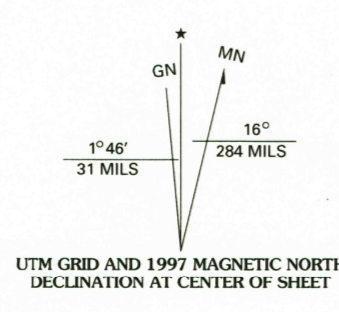 ★
GN
MN
1°46′
31 MILS
16°
284 MILS
UTM GRID AND 1997 MAGNETIC NORTH
DECLINATION AT CENTER OF SHEET